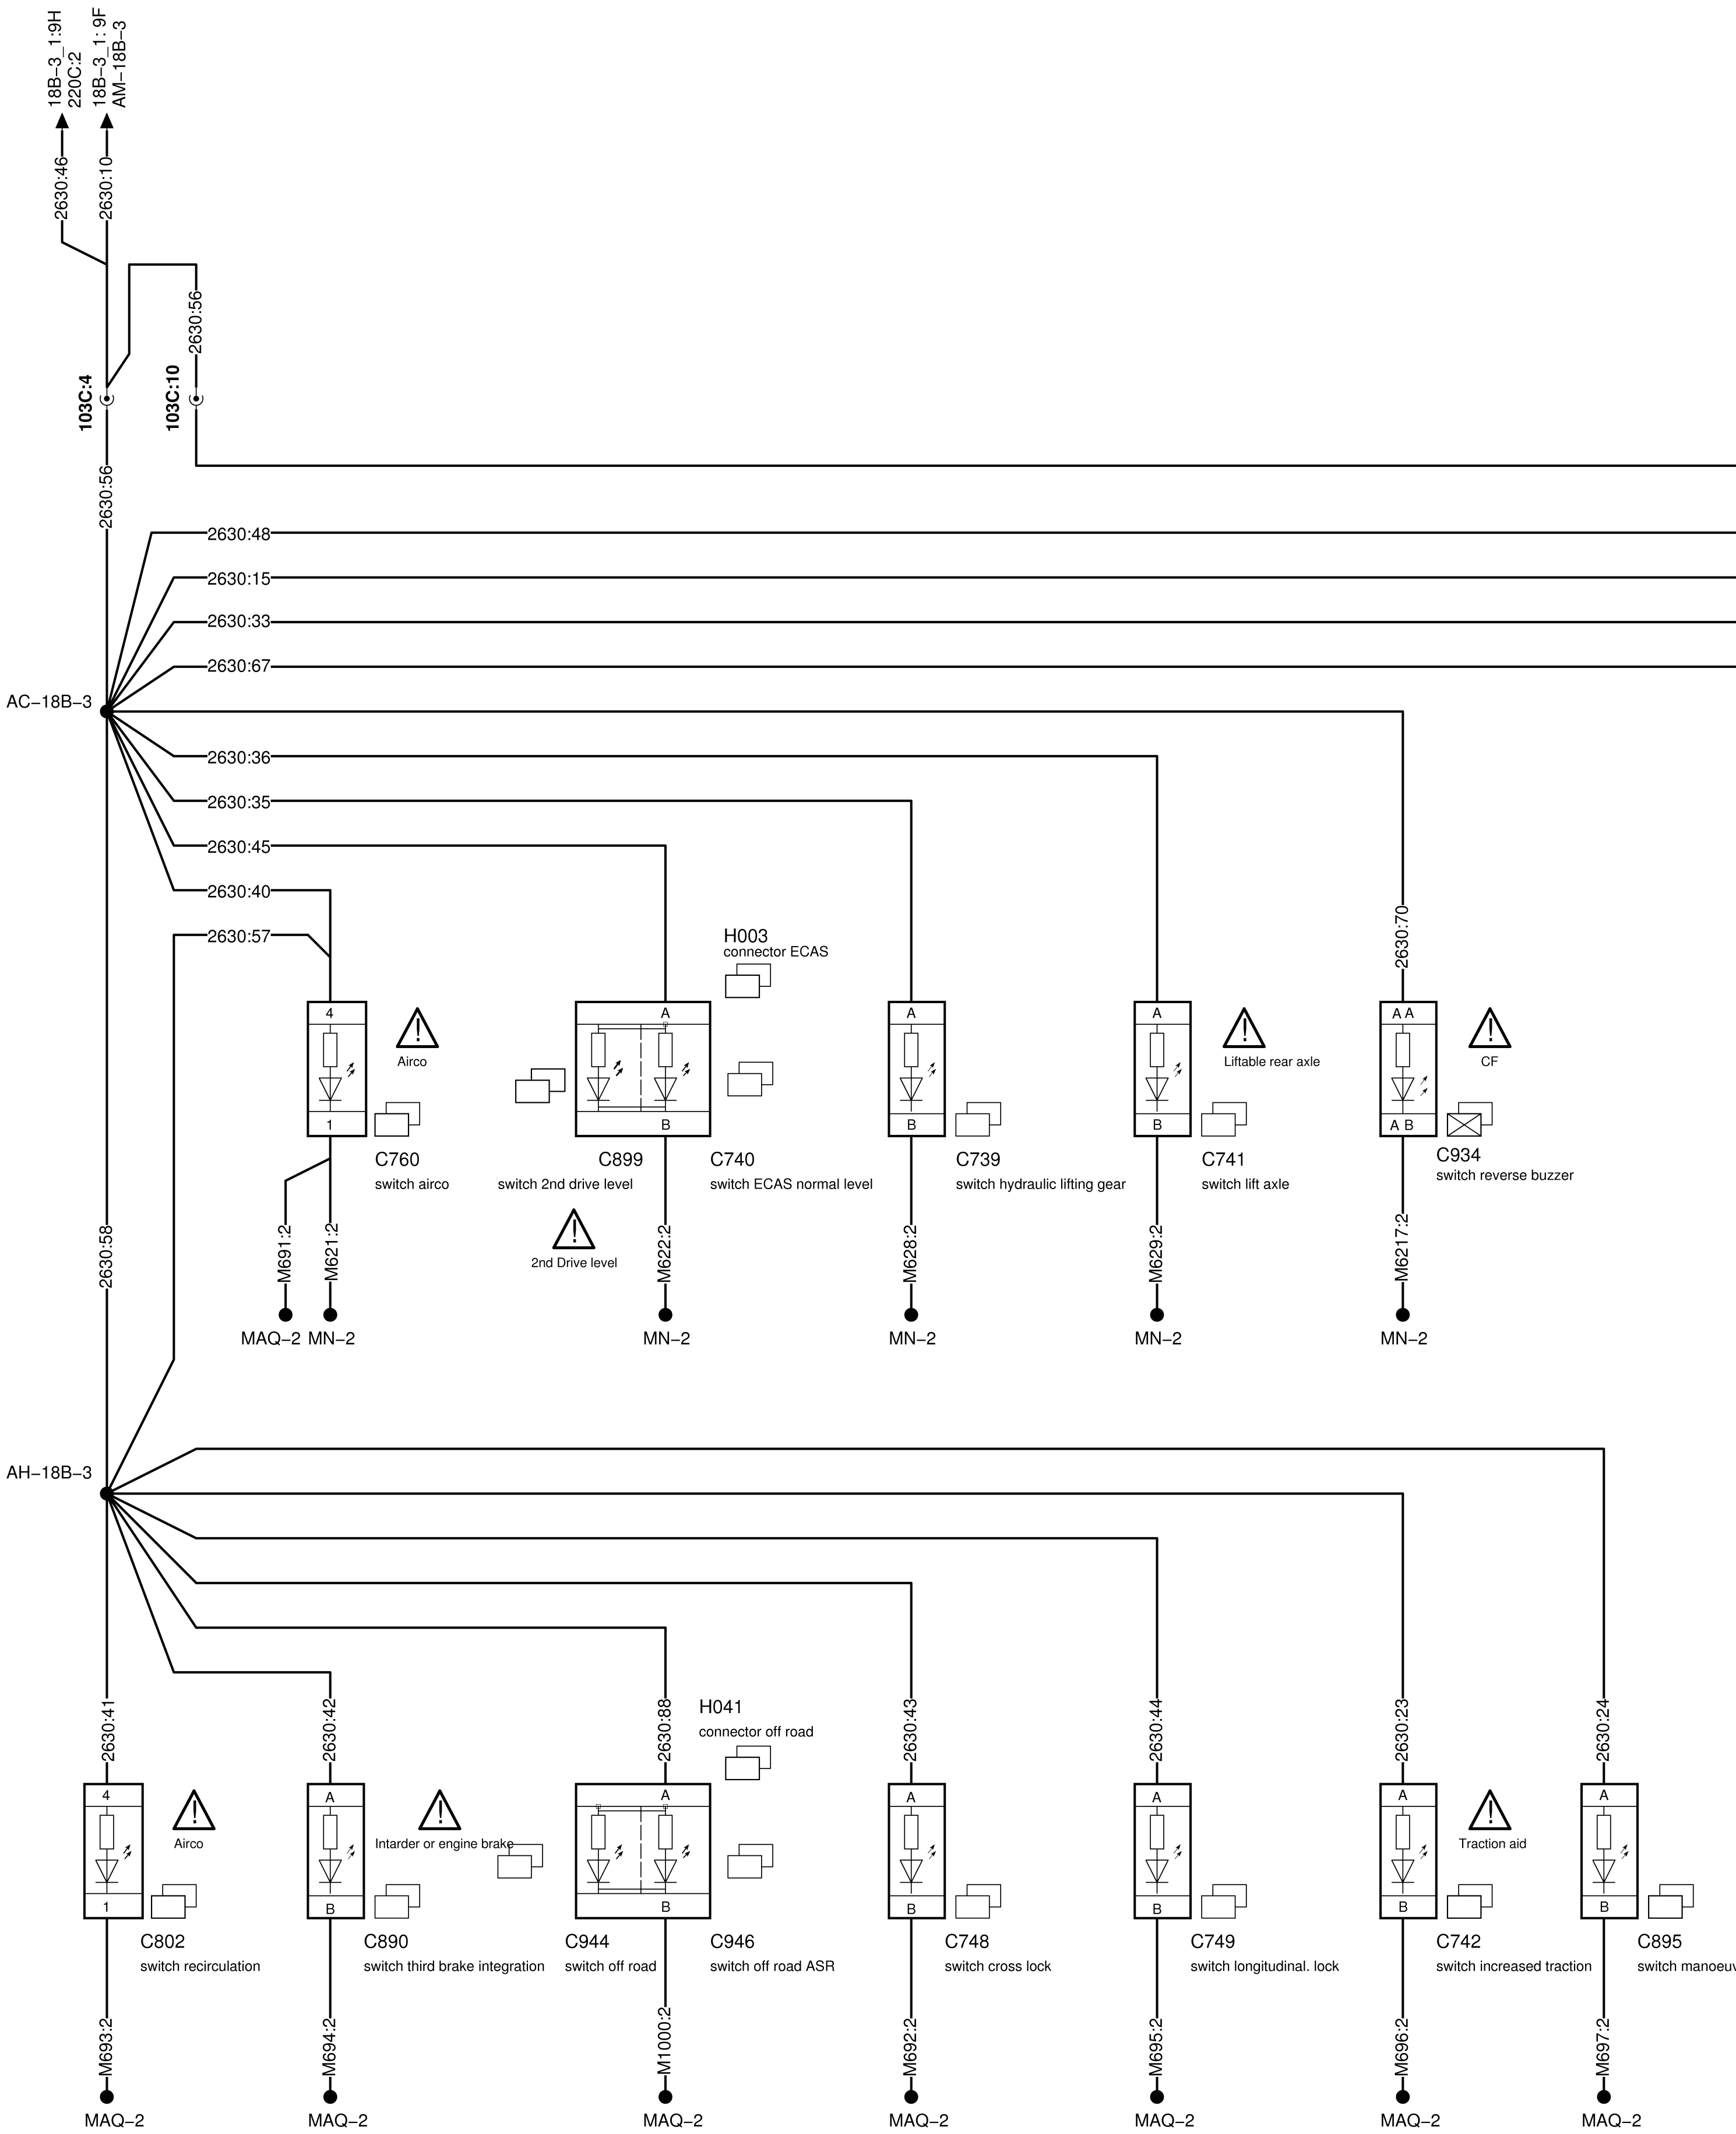 18B–3_1:9H
220C:2
18B–3_1: 9F
AM–18B–3
2630:46
2630:10
2630:56
103C:4
103C:10
2630:56
2630:48
2630:15
2630:33
2630:67
AC–18B–3
2630:36
2630:35
2630:45
2630:40
2630:57
2630:70
H003
connector ECAS
4
A
A
A
A A
Airco
Liftable rear axle
CF
1
B
B
B
A B
C760
switch airco
C899
switch 2nd drive level
C740
switch ECAS normal level
C739
switch hydraulic lifting gear
C741
switch lift axle
C934
switch reverse buzzer
2nd Drive level
2630:58
M691:2
M621:2
M622:2
M628:2
M629:2
M6217:2
MAQ–2
MN–2
MN–2
MN–2
MN–2
MN–2
AH–18B–3
2630:41
2630:42
2630:88
2630:43
2630:44
2630:23
2630:24
H041
connector off road
4
A
A
A
A
A
A
Airco
Intarder or engine brake
Traction aid
1
B
B
B
B
B
B
C802
switch recirculation
C890
switch third brake integration
C944
switch off road
C946
switch off road ASR
C748
switch cross lock
C749
switch longitudinal. lock
C742
switch increased traction
C895
switch manoeuv
M693:2
M694:2
M1000:2
M692:2
M695:2
M696:2
M697:2
MAQ–2
MAQ–2
MAQ–2
MAQ–2
MAQ–2
MAQ–2
MAQ–2